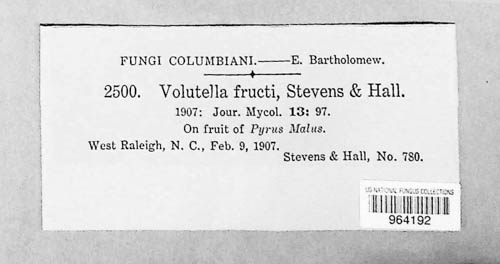 FUNGI COLUMBIANI.——E. Bartholomew.
2500. Volutella fructi, Stevens & Hall.
1907: Jour. Mycol. 13: 97.
On fruit of Pyrus Malus.
West Raleigh, N. C., Feb. 9, 1907.
Stevens & Hall, No. 780.
US NATIONAL FUNGUS COLLECTIONS
964192